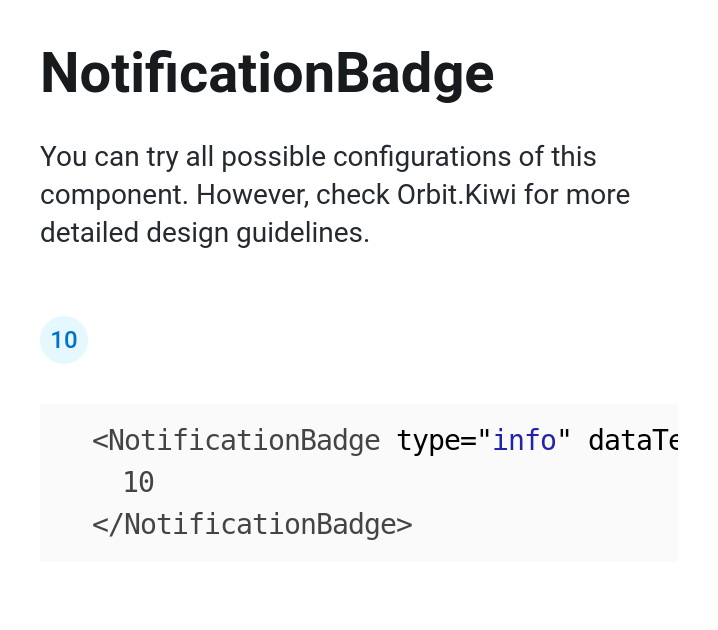 NotificationBadge
You can try all possible configurations of this
component. However, check Orbit.Kiwi for more
detailed design guidelines.
10
<NotificationBadge type="info" dataTe
10
</NotificationBadge>